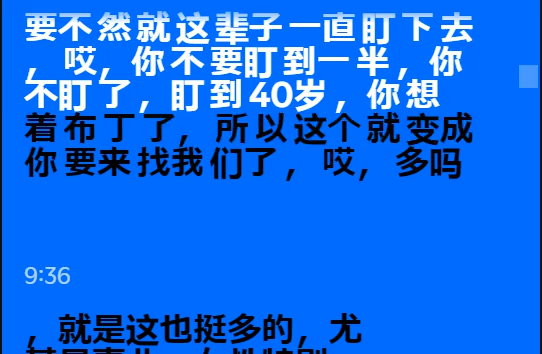 要不然就这辈子一直盯下去
，哎，你不要盯到一半，你
不盯了，盯到40岁，你想
着布丁了，所以这个就变成
你要来找我们了，哎，多吗
9:36
，就是这也挺多的，尤